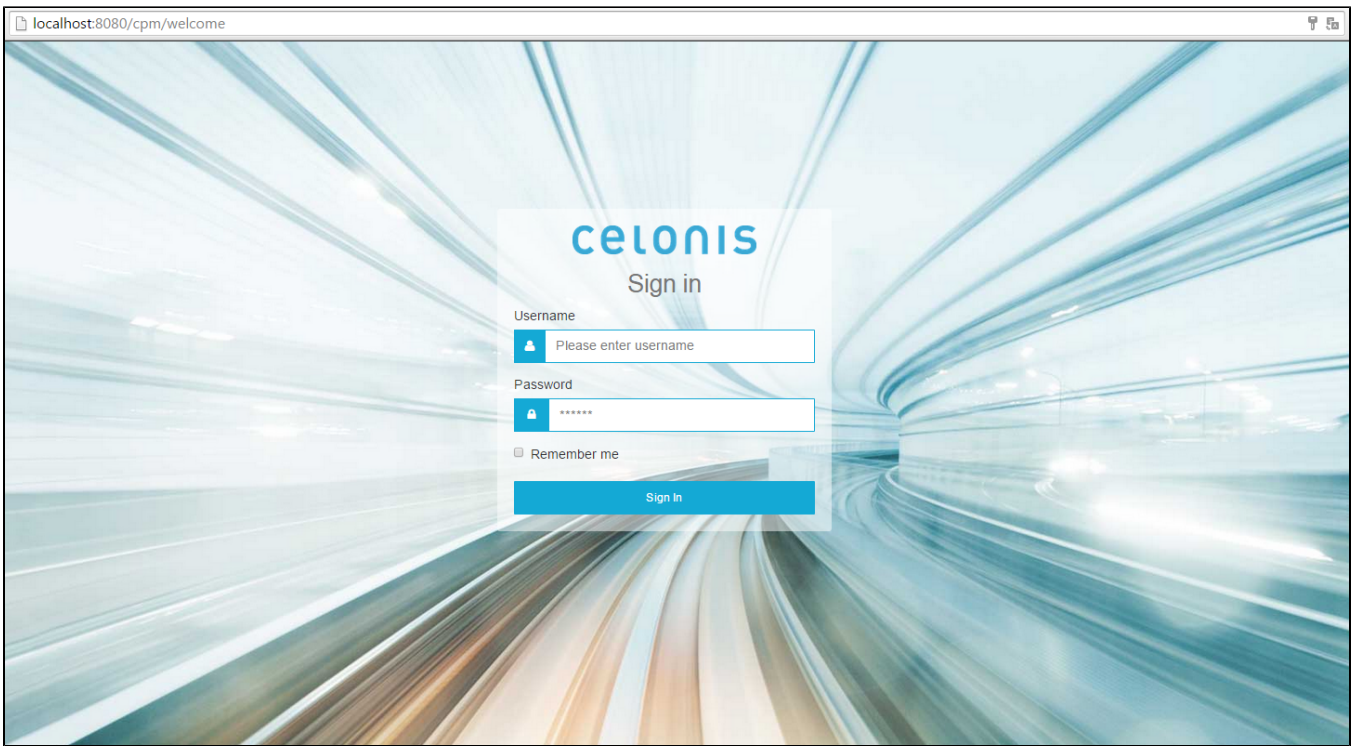 localhost:8080/cpm/welcome
celonis
Sign in
Username
Please enter username
Password
******
Remember me
Sign In